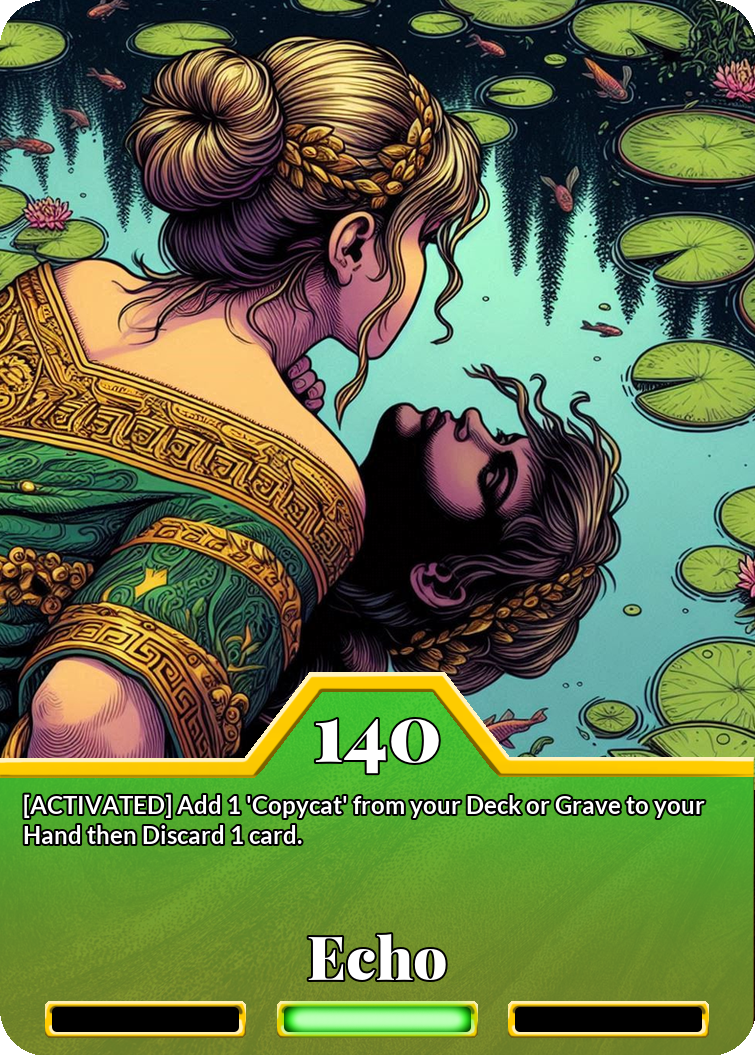 140
[ACTIVATED] Add 1 'Copycat' from your Deck or Grave to your
Hand then Discard 1 card.
Echo